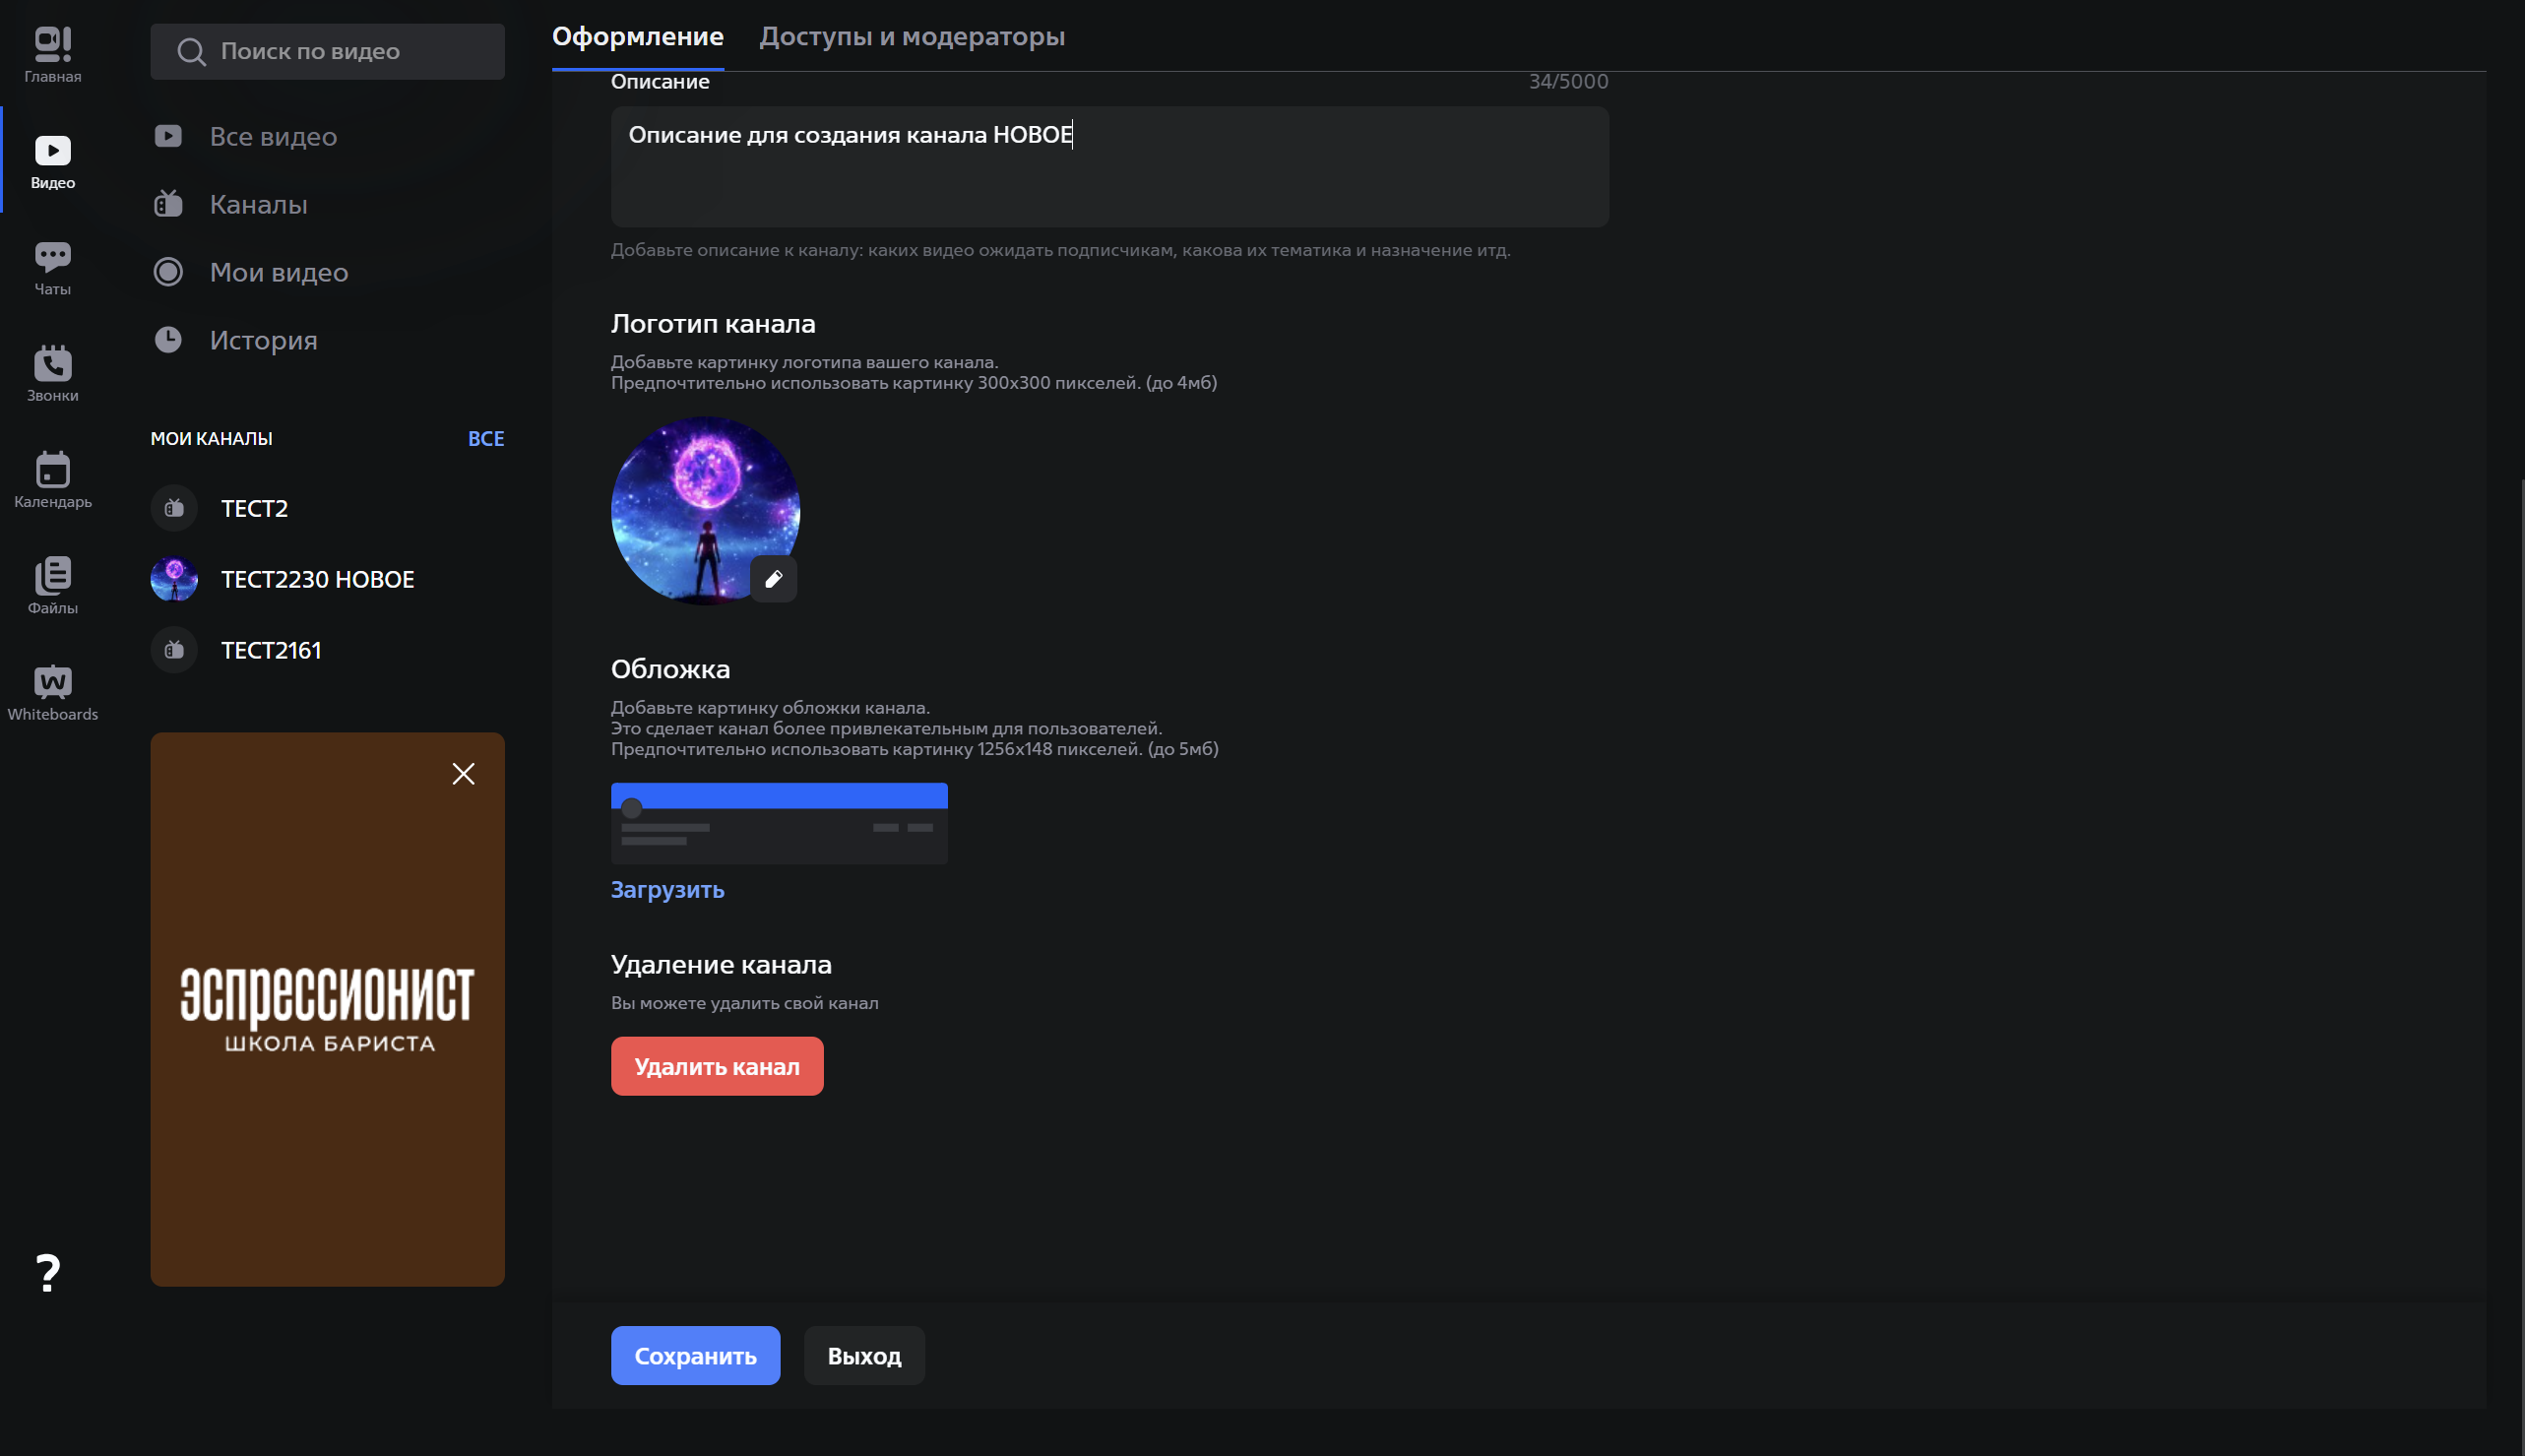 Главная
Видео
Чаты
Звонки
Календарь
Файлы
Whiteboards
?
Поиск по видео
Все видео
Каналы
Мои видео
История
МОИ КАНАЛЫ ВСЕ
ТЕСТ2
ТЕСТ2230 НОВОЕ
ТЕСТ2161
эспрессионист
ШКОЛА БАРИСТА
Оформление Доступы и модераторы
Описание 34/5000
Описание для создания канала НОВОЕ
Добавьте описание к каналу: каких видео ожидать подписчикам, какова их тематика и назначение итд.
Логотип канала
Добавьте картинку логотипа вашего канала.
Предпочтительно использовать картинку 300x300 пикселей. (до 4мб)
Обложка
Добавьте картинку обложки канала.
Это сделает канал более привлекательным для пользователей.
Предпочтительно использовать картинку 1256x148 пикселей. (до 5мб)
Загрузить
Удаление канала
Вы можете удалить свой канал
Удалить канал
Сохранить Выход